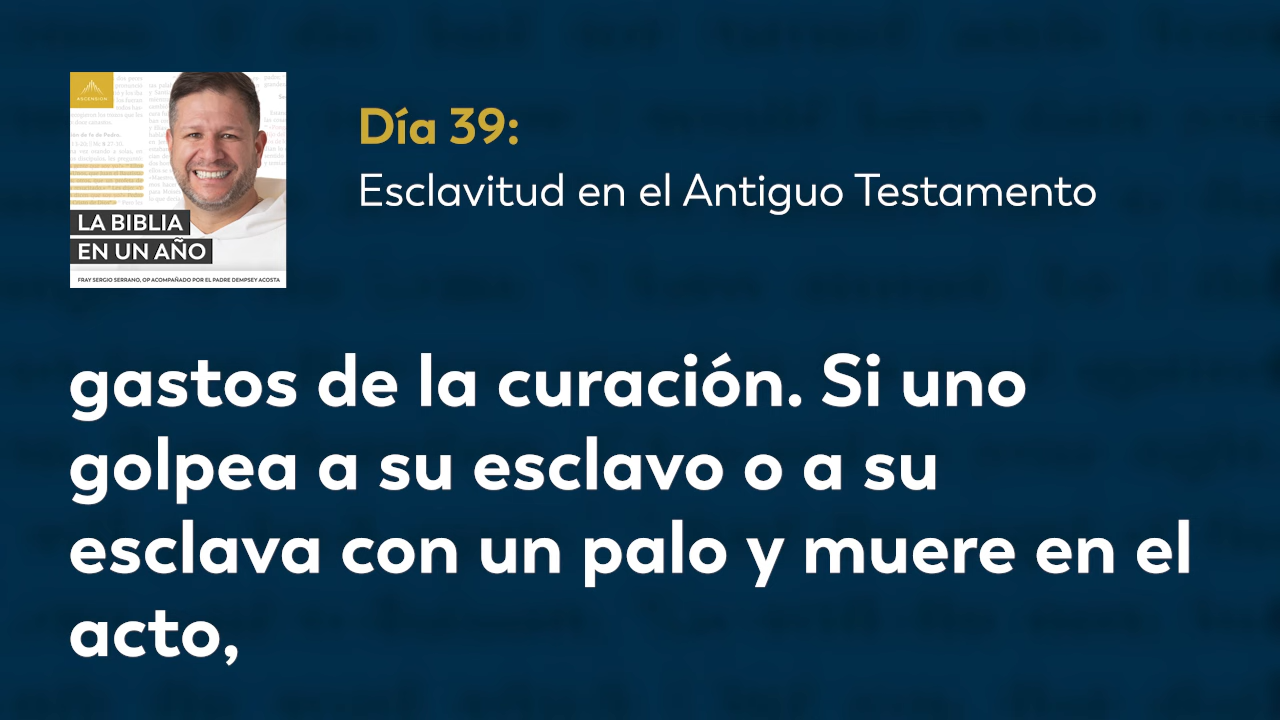 ASCENSION
LA BIBLIA
EN UN AÑO
FRAY SERGIO SERRANO, OP ACOMPAÑADO POR EL PADRE DEMPSEY ACOSTA
Día 39:
Esclavitud en el Antiguo Testamento
gastos de la curación. Si uno
golpea a su esclavo o a su
esclava con un palo y muere en el
acto,